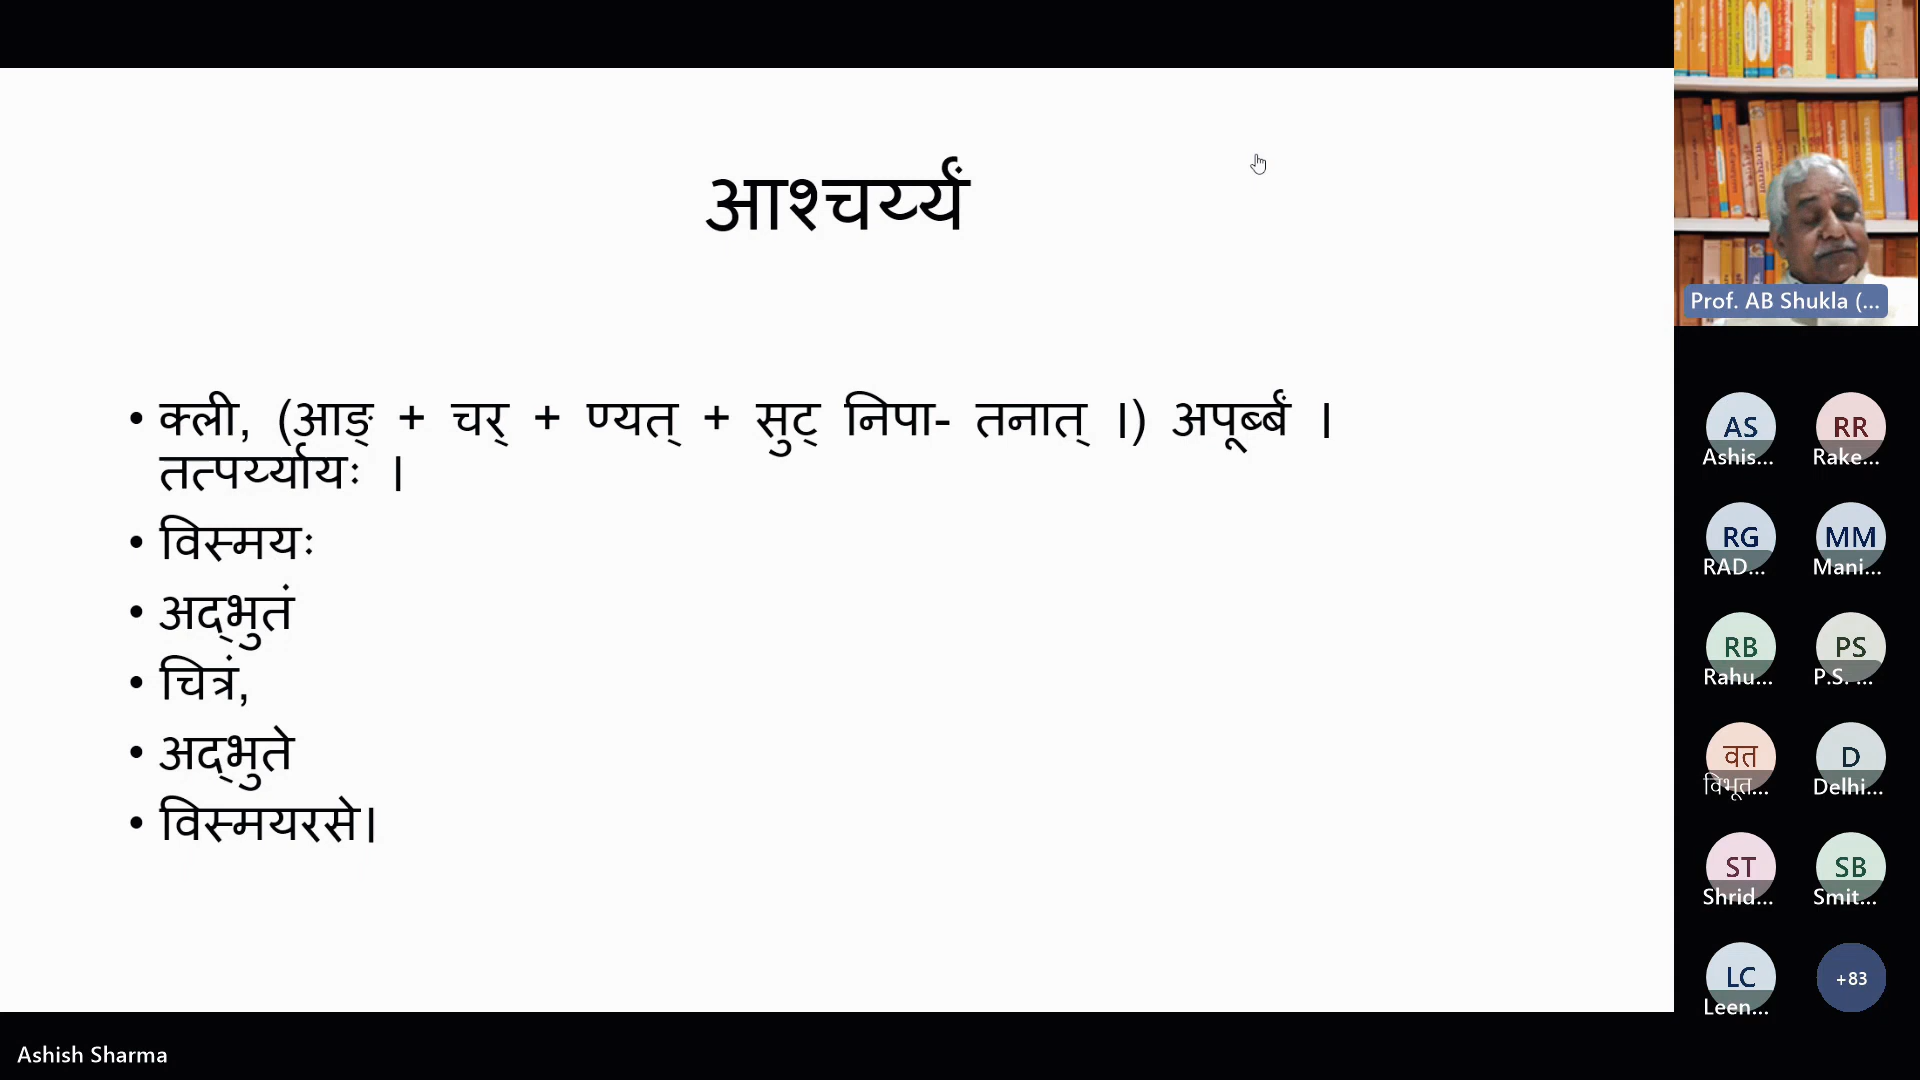 आश्चर्य्यं
• क्ली, (आङ् + चर् + ण्यत् + सुट् निपा- तनात् ।) अपूर्ब्बं ।
तत्पर्य्यायः ।
• विस्मयः
• अद्भुतं
• चित्रं,
• अद्भुते
• विस्मयरसे।
Prof. AB Shukla (...
AS RR
Ashis... Rake...
RG MM
RAD... Mani...
RB PS
Rahu... P.S. ...
वत D
विभूत... Delhi...
ST SB
Shrid... Smit...
LC +83
Leen...
Ashish Sharma